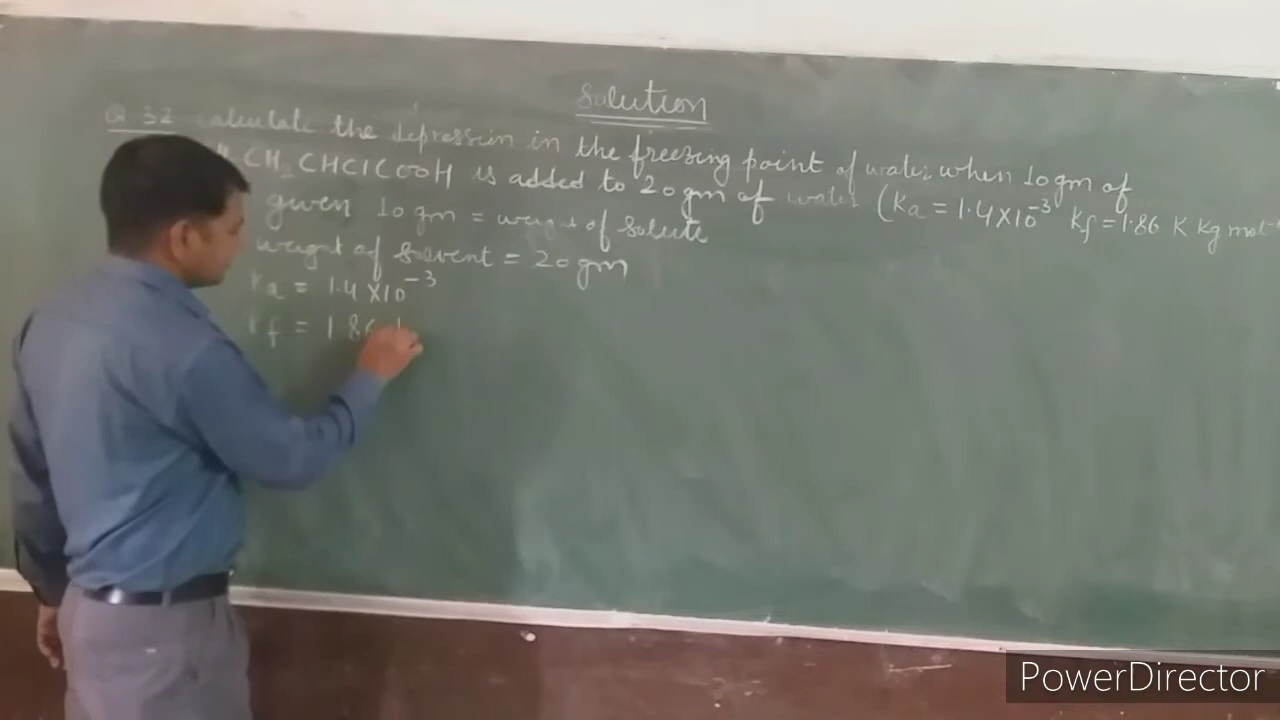 Solution
Q 32 calculate the depression in the freezing point of water when 10 gm of
CH₂CHClCOOH is added to 20 gm of water (Ka = 1.4×10⁻³ Kf = 1.86 K Kg mol⁻
given 10 gm = weight of solute
weight of solvent = 20 gm
Ka = 1.4 ×10⁻³
Kf = 1.86
PowerDirector